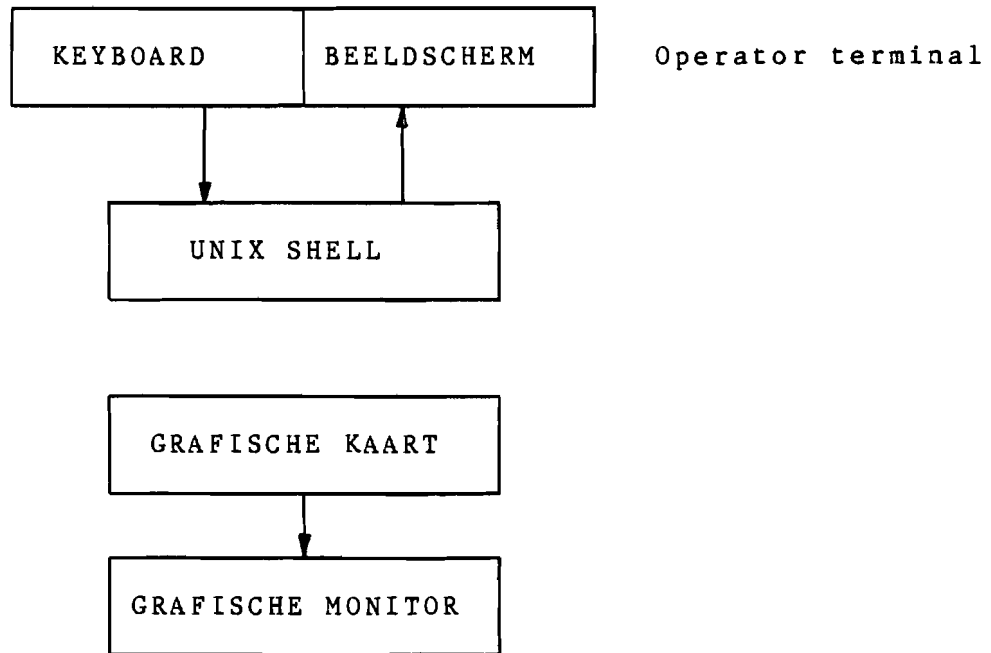 KEYBOARD BEELDSCHERM Operator terminal
UNIX SHELL
GRAFISCHE KAART
GRAFISCHE MONITOR